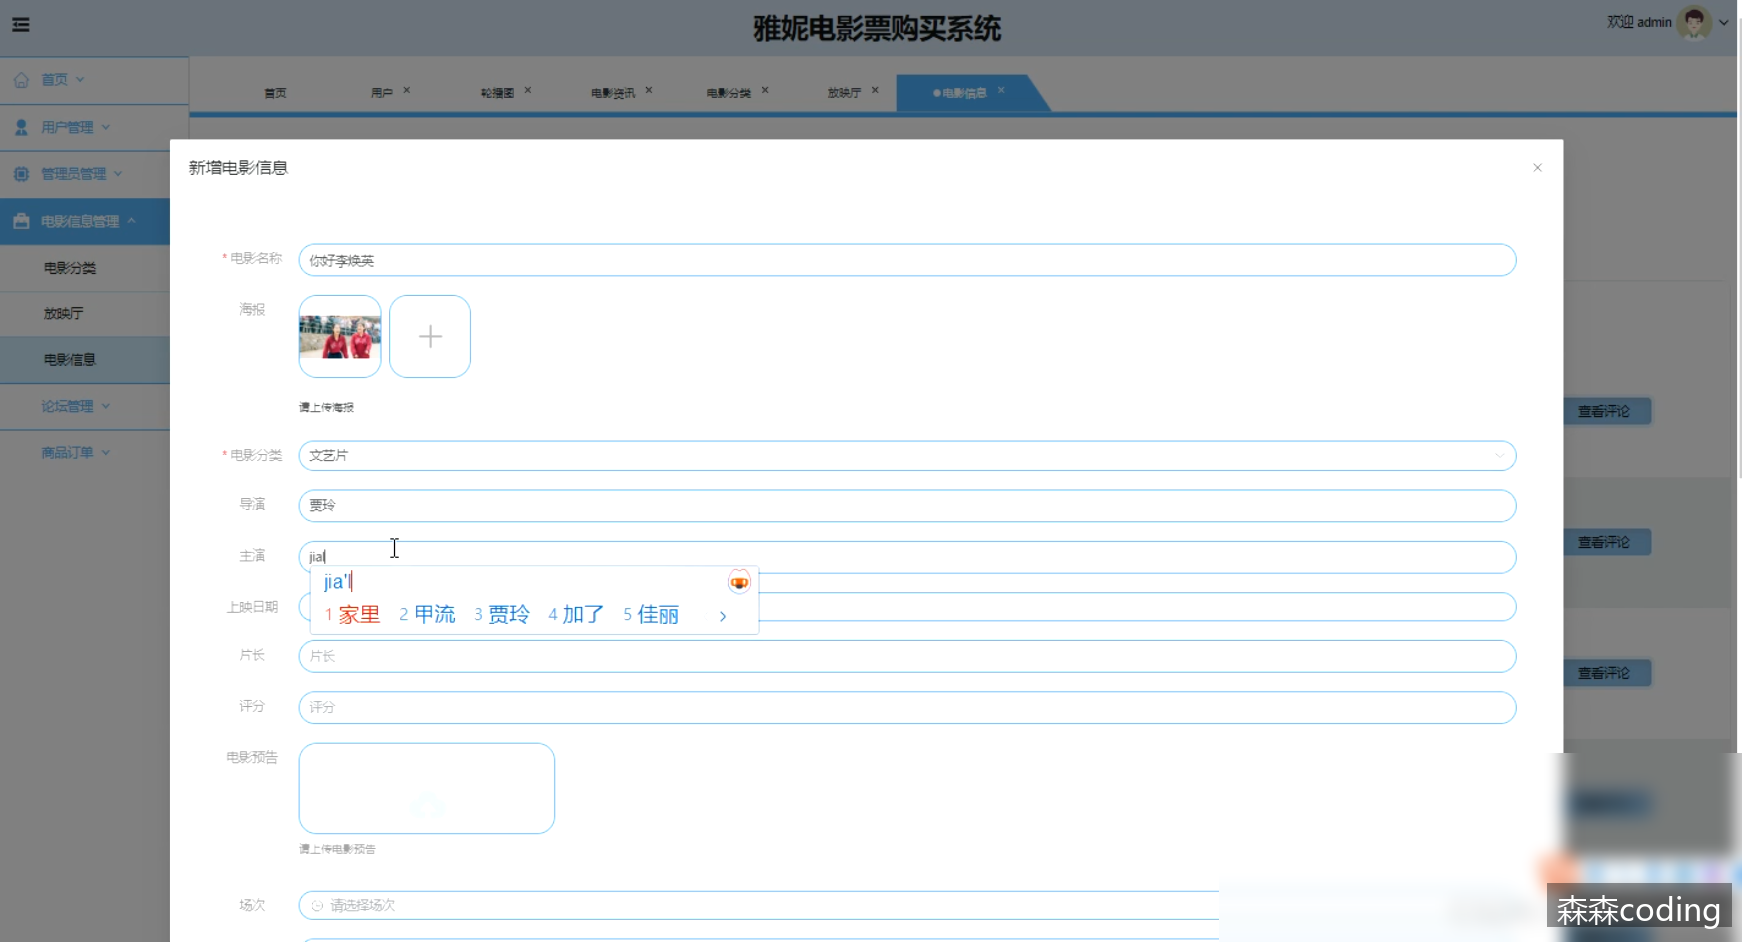 雅妮电影票购买系统
欢迎 admin
首页
用户管理
管理员管理
电影信息管理
电影分类
放映厅
电影信息
论坛管理
商品订单
首页
用户
轮播图
电影资讯
电影分类
放映厅
电影信息
新增电影信息
* 电影名称
你好李焕英
海报
请上传海报
* 电影分类
文艺片
导演
贾玲
主演
jial
jia'l
1 家里 2 甲流 3 贾玲 4 加了 5 佳丽
上映日期
片长
片长
评分
评分
电影预告
请上传电影预告
场次
请选择场次
查看评论
查看评论
查看评论
森森coding